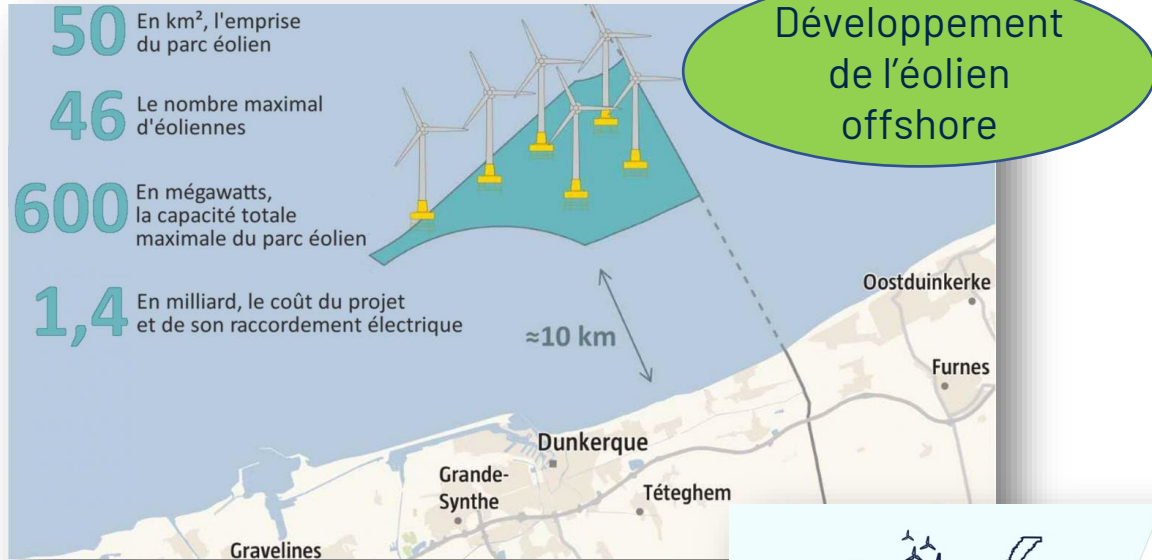 50 En km², l'emprise
du parc éolien
46 Le nombre maximal
d'éoliennes
600 En mégawatts,
la capacité totale
maximale du parc éolien
1,4 En milliard, le coût du projet
et de son raccordement électrique
Développement
de l'éolien
offshore
≈10 km
Oostduinkerke
Furnes
Dunkerque
Grande-
Synthe
Téteghem
Gravelines